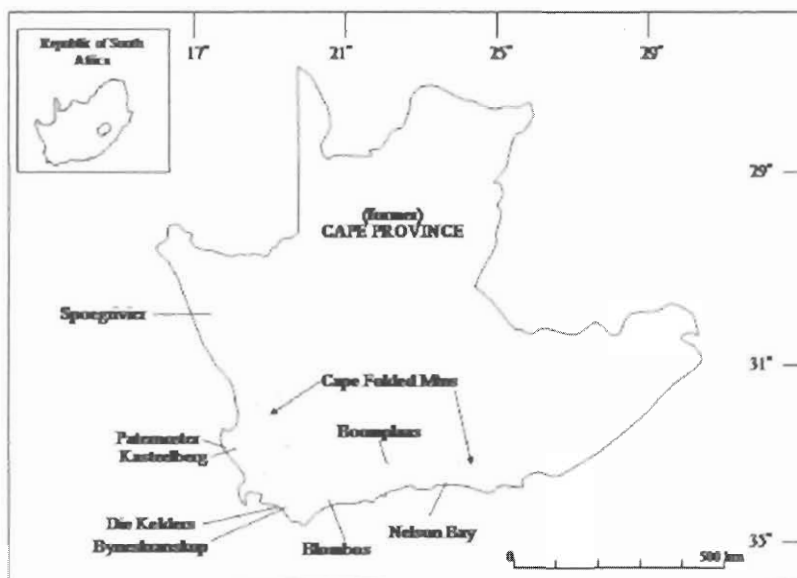 Republic of South
Africa
17°
21°
25°
29°
29°
(former)
CAPE PROVINCE
Spoegrivier
31°
Cape Folded Mtns
Boomplaas
Paternoster
Kasteelberg
Die Kelders
Byneskranskop
Blombos
Nelson Bay
35°
0
500 km